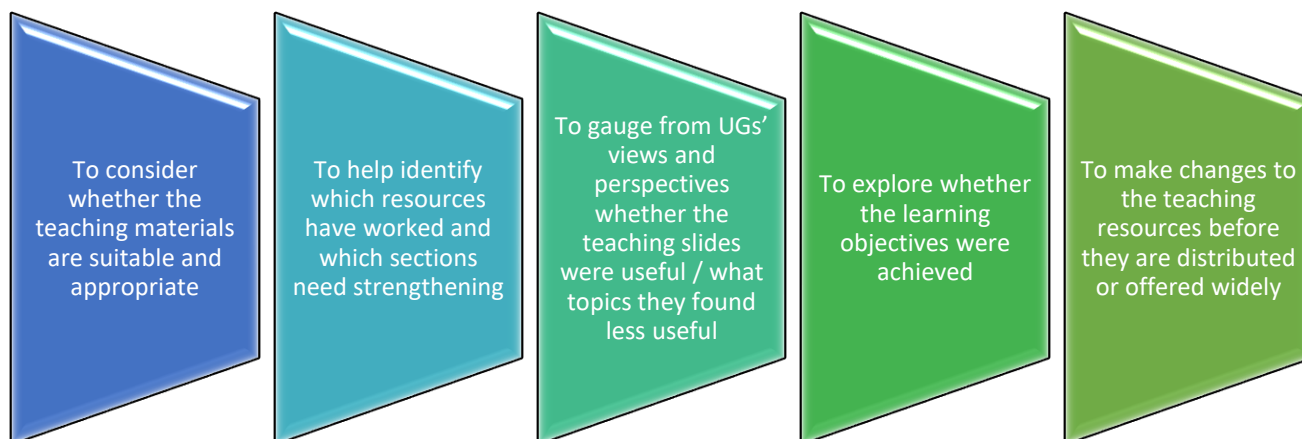 To consider
whether the
teaching materials
are suitable and
appropriate
To help identify
which resources
have worked and
which sections
need strengthening
To gauge from UGs’
views and
perspectives
whether the
teaching slides
were useful / what
topics they found
less useful
To explore whether
the learning
objectives were
achieved
To make changes to
the teaching
resources before
they are distributed
or offered widely